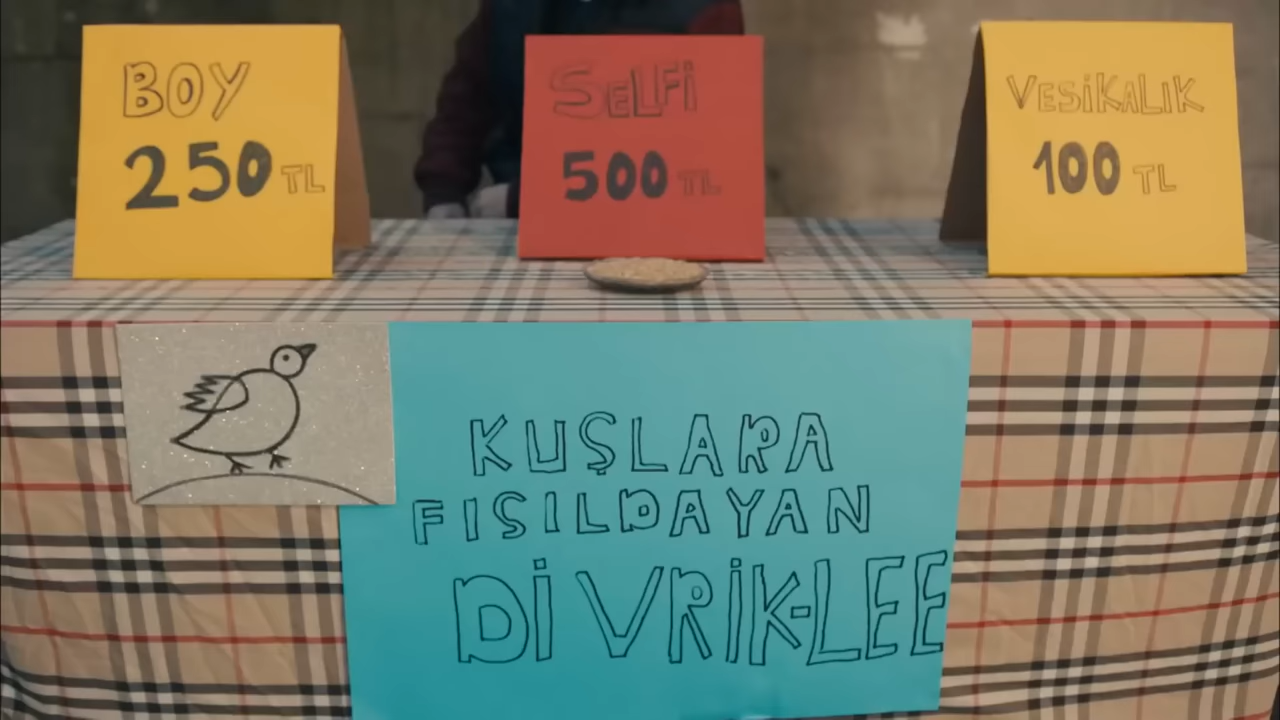 BOY
250 TL
SELFİ
500 TL
VESİKALIK
100 TL
KUŞLARA
FISILDAYAN
DİVRİK-LEE